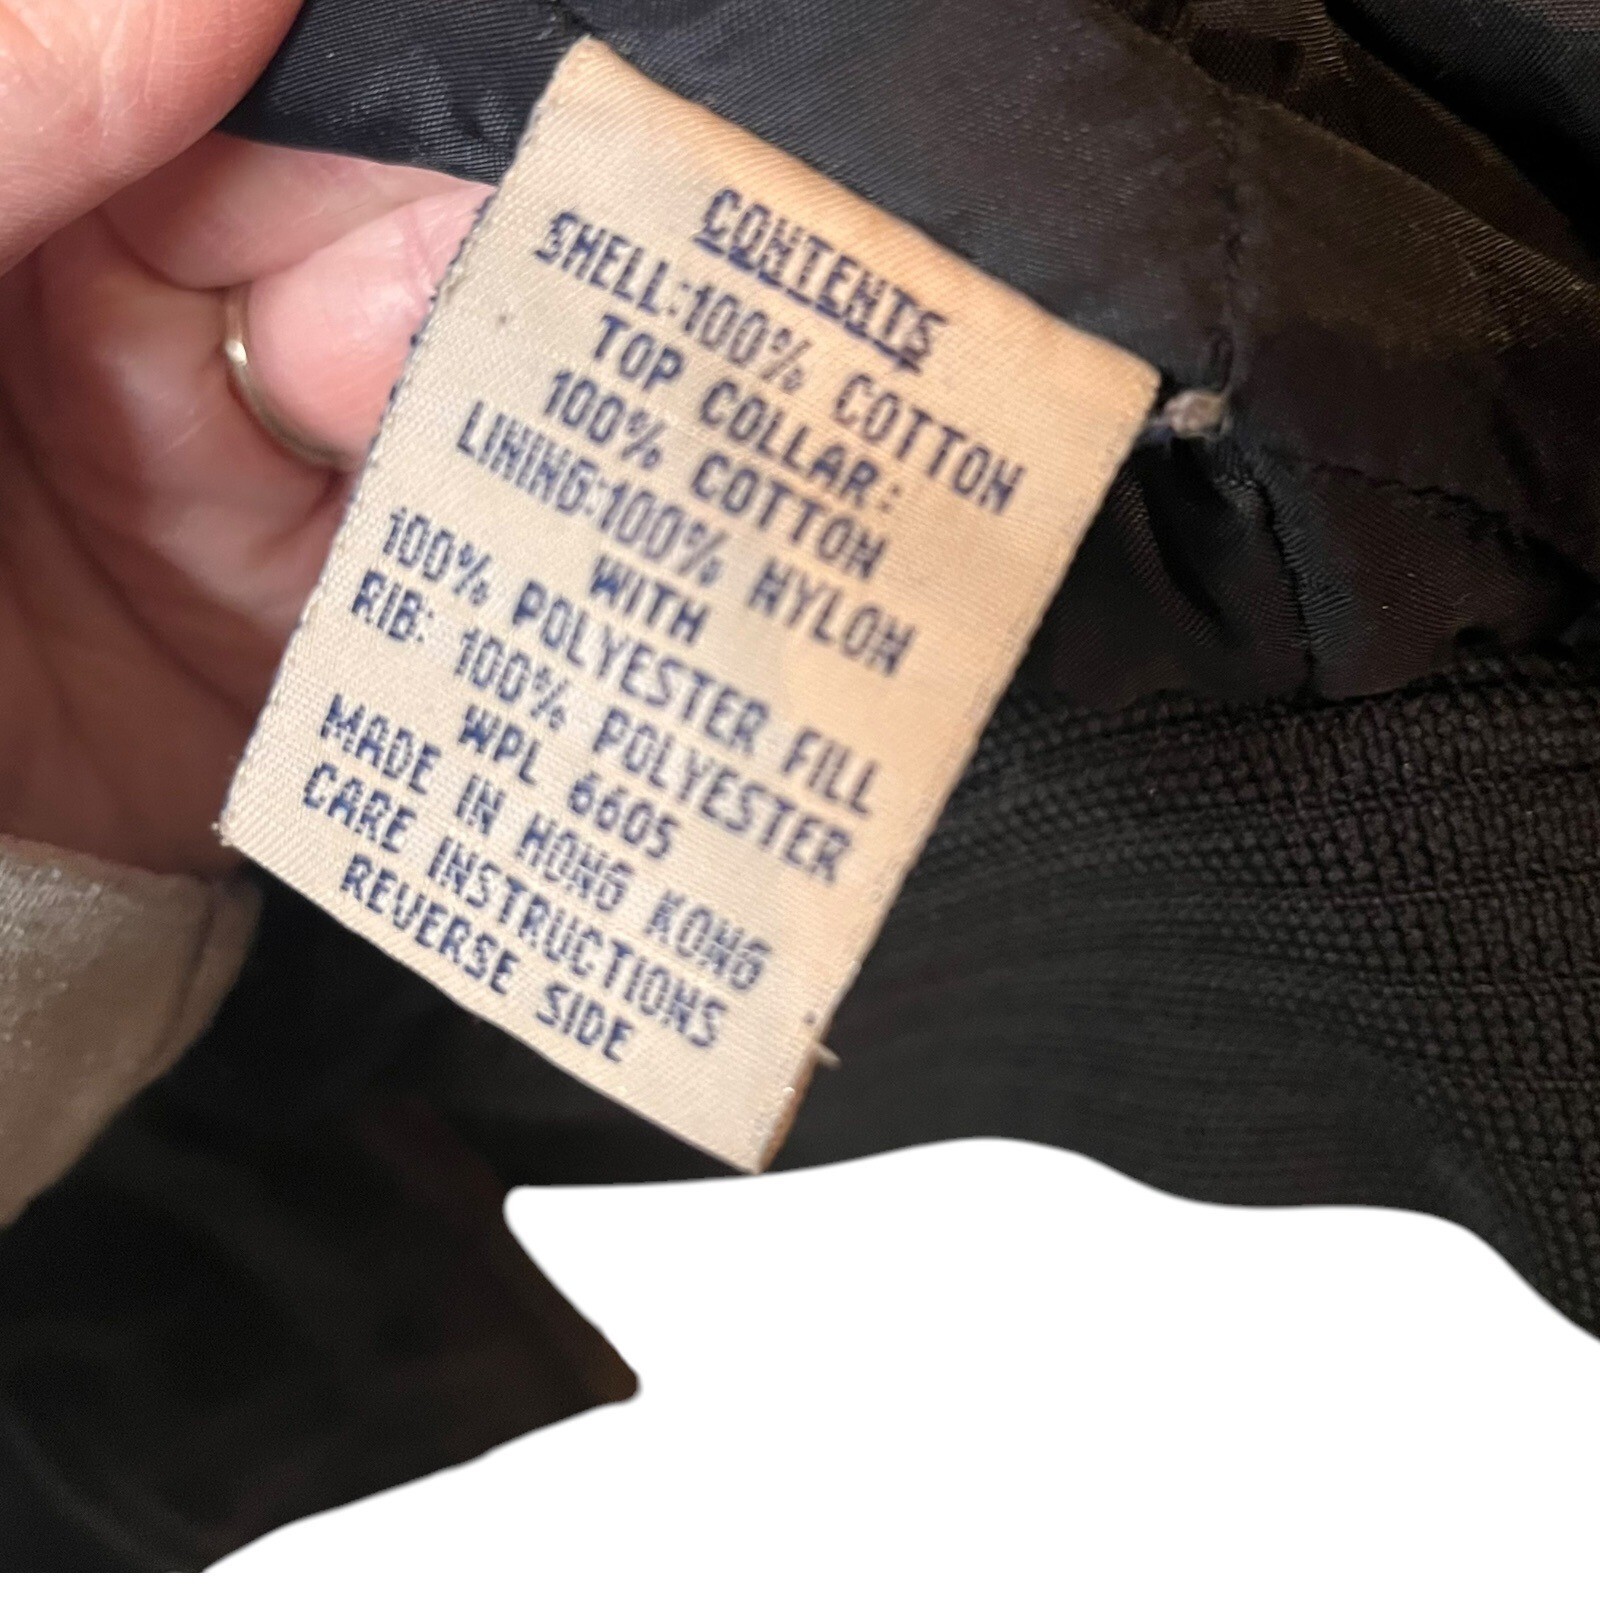 CONTENTS
SHELL:100% COTTON
TOP COLLAR:
100% COTTON
LINING:100% NYLON
WITH
100% POLYESTER FILL
RIB: 100% POLYESTER
WPL 6605
MADE IN HONG KONG
CARE INSTRUCTIONS
REVERSE SIDE